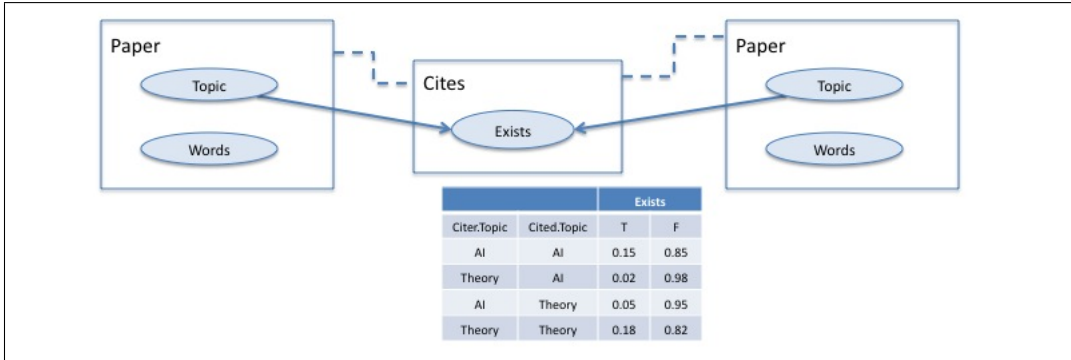 Paper
Topic
Words
Cites
Exists
Paper
Topic
Words
Exists
Citer.Topic Cited.Topic T F
AI AI 0.15 0.85
Theory AI 0.02 0.98
AI Theory 0.05 0.95
Theory Theory 0.18 0.82